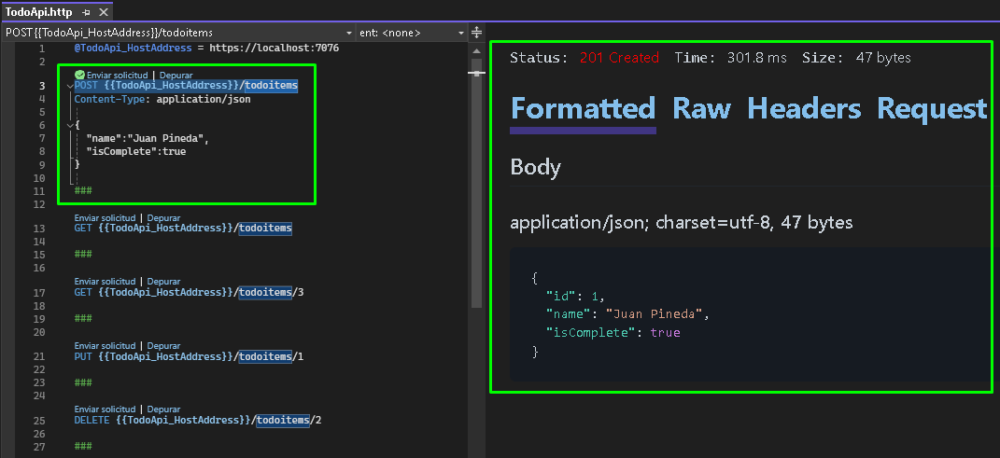 TodoApi.http
POST{{TodoApi_HostAddress}}/todoitems
ent: <none>
1 @TodoApi_HostAddress = https://localhost:7076
2
Enviar solicitud | Depurar
3 POST {{TodoApi_HostAddress}}/todoitems
4 Content-Type: application/json
5
6 {
7 "name":"Juan Pineda",
8 "isComplete":true
9 }
10
11 ###
12
Enviar solicitud | Depurar
13 GET {{TodoApi_HostAddress}}/todoitems
14
15 ###
16
Enviar solicitud | Depurar
17 GET {{TodoApi_HostAddress}}/todoitems/3
18
19 ###
20
Enviar solicitud | Depurar
21 PUT {{TodoApi_HostAddress}}/todoitems/1
22
23 ###
24
Enviar solicitud | Depurar
25 DELETE {{TodoApi_HostAddress}}/todoitems/2
26
27 ###
Status: 201 Created Time: 301.8 ms Size: 47 bytes
Formatted Raw Headers Request
Body
application/json; charset=utf-8, 47 bytes
{
"id": 1,
"name": "Juan Pineda",
"isComplete": true
}